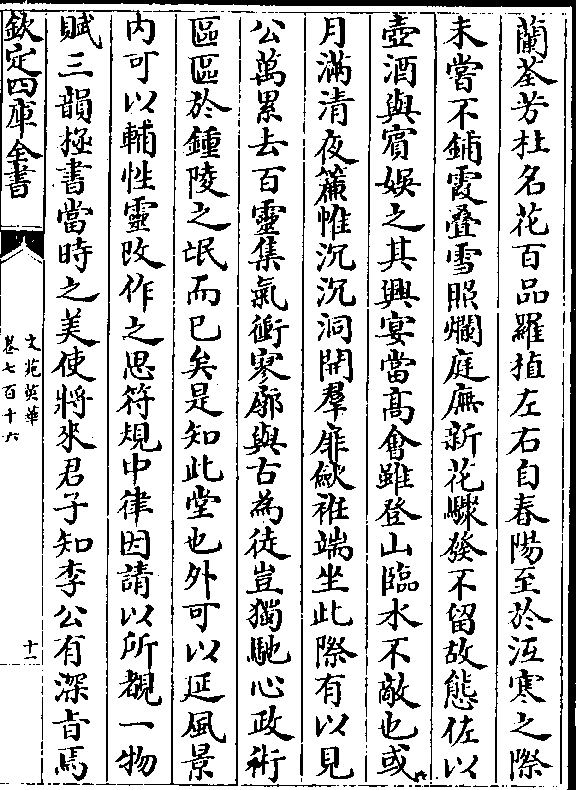 蘭荃芳杜名花百品羅植左右自春陽至於沍寒之際
未嘗不鋪霞疊雪照爛庭廡新花驟發不留故態佐以
壺酒與賓娛之其興宴當高會雖登山臨水不敵也或
月滿清夜簾帷沉沉洞開羣扉斂袵端坐此際有以見
公萬累去百靈集氣衝寥廓與古為徒豈獨馳心政術
區區於鍾陵之氓而已矣是知此堂也外可以延風景
内可以輔性靈改作之思符規中律因請以所覩一物
賦三韻極書當時之美使將來君子知李公有深旨焉
欽定四庫全書
文苑英華
卷七百十六
十一